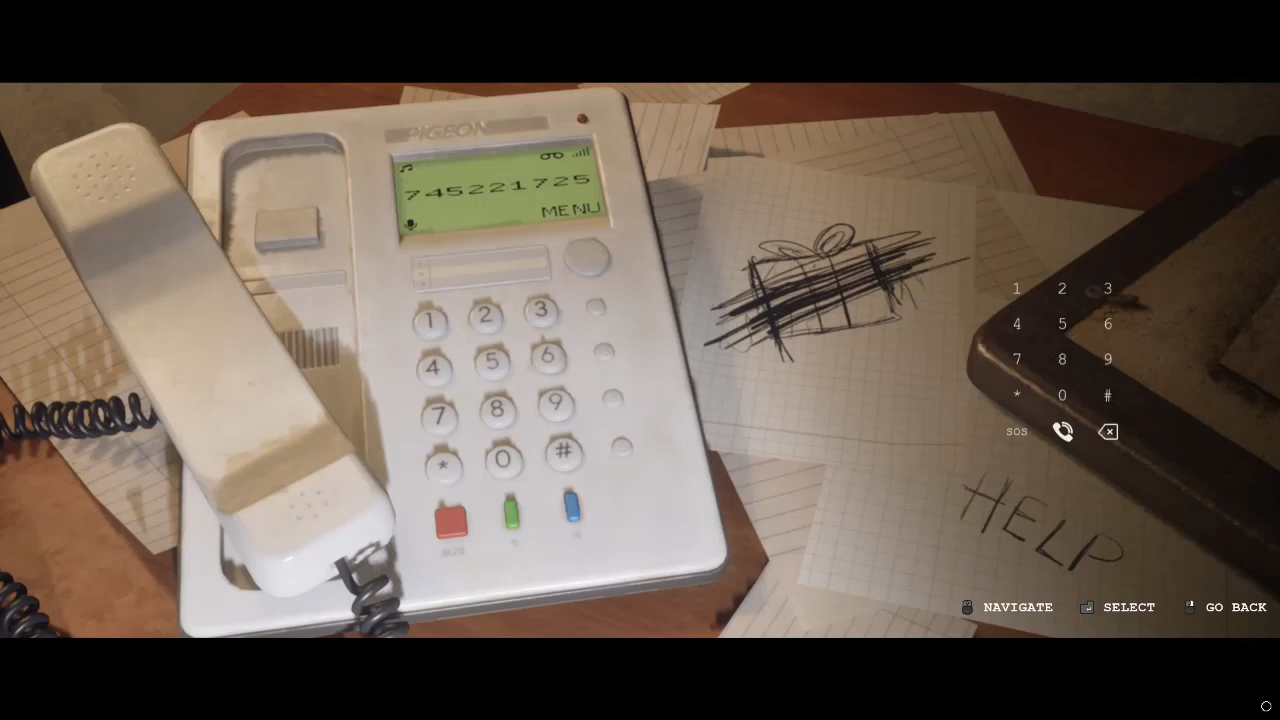 PIGEON
745221725
MENU
1 2 3
4 5 6
7 8 9
* 0 #
1 2 3
4 5 6
7 8 9
* 0 #
SOS
HELP
NAVIGATE SELECT GO BACK